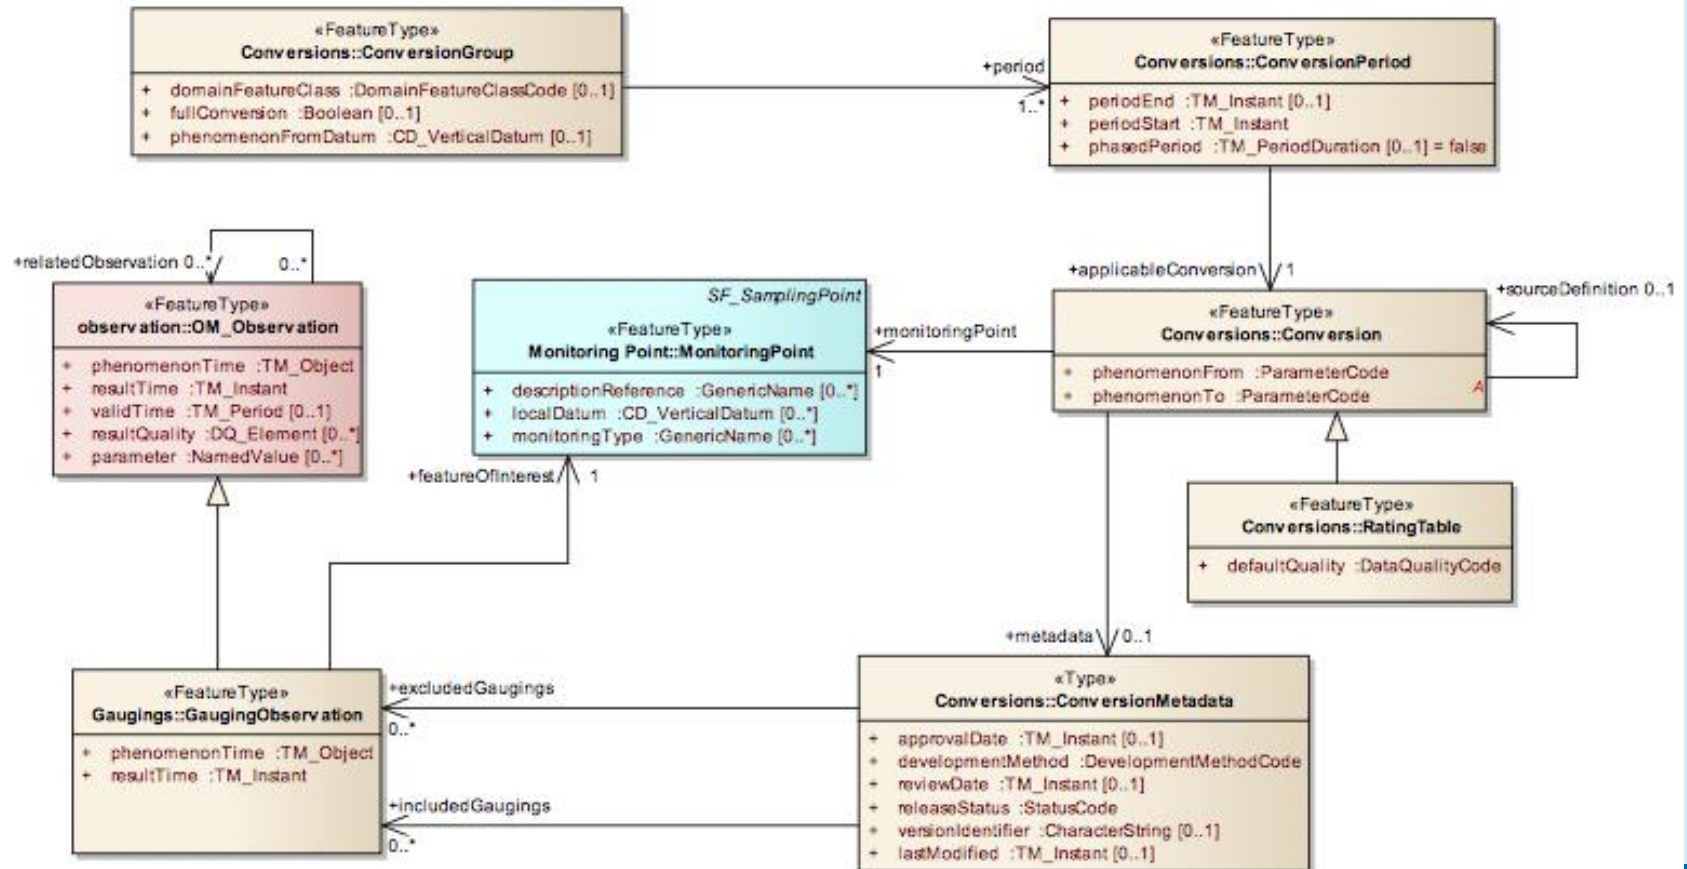 «FeatureType»
Conversions::ConversionGroup
+ domainFeatureClass :DomainFeatureClassCode [0..1]
+ fullConversion :Boolean [0..1]
+ phenomenonFromDatum :CD_VerticalDatum [0..1]
+period
1..*
«FeatureType»
Conversions::ConversionPeriod
+ periodEnd :TM_Instant [0..1]
+ periodStart :TM_Instant
+ phasedPeriod :TM_PeriodDuration [0..1] = false
+relatedObservation 0..*
0..*
«FeatureType»
observation::OM_Observation
+ phenomenonTime :TM_Object
+ resultTime :TM_Instant
+ validTime :TM_Period [0..1]
+ resultQuality :DQ_Element [0..*]
+ parameter :NamedValue [0..*]
SF_SamplingPoint
«FeatureType»
Monitoring Point::MonitoringPoint
+ descriptionReference :GenericName [0..*]
+ localDatum :CD_VerticalDatum [0..*]
+ monitoringType :GenericName [0..*]
+monitoringPoint
1
+applicableConversion
1
«FeatureType»
Conversions::Conversion
+ phenomenonFrom :ParameterCode
+ phenomenonTo :ParameterCode
A
+sourceDefinition 0..1
+featureOfInterest
1
«FeatureType»
Conversions::RatingTable
+ defaultQuality :DataQualityCode
+metadata
0..1
«FeatureType»
Gaugings::GaugingObservation
+ phenomenonTime :TM_Object
+ resultTime :TM_Instant
+excludedGaugings
0..*
+includedGaugings
0..*
«Type»
Conversions::ConversionMetadata
+ approvalDate :TM_Instant [0..1]
+ developmentMethod :DevelopmentMethodCode
+ reviewDate :TM_Instant [0..1]
+ releaseStatus :StatusCode
+ versionIdentifier :CharacterString [0..1]
+ lastModified :TM_Instant [0..1]